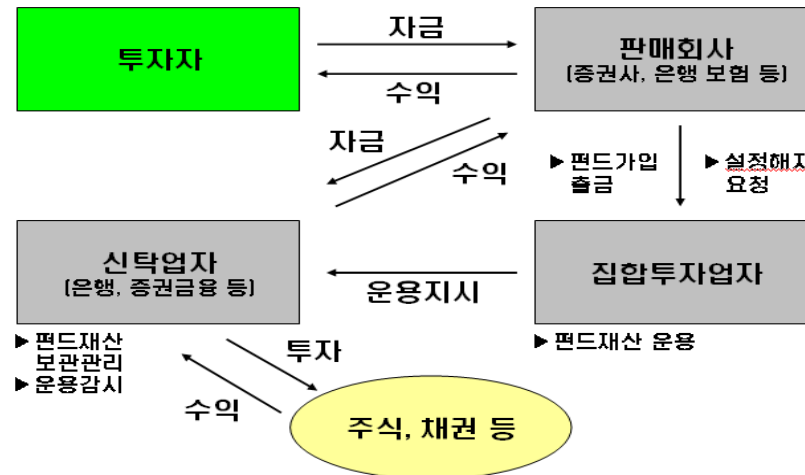 투자자
자금
수익
판매회사
(증권사, 은행 보험 등)
자금
수익
▶ 펀드가입
출금
▶ 설정해지
요청
신탁업자
(은행, 증권금융 등)
운용지시
집합투자업자
▶ 펀드재산
보관관리
▶ 운용감시
▶ 펀드재산 운용
투자
수익
주식, 채권 등